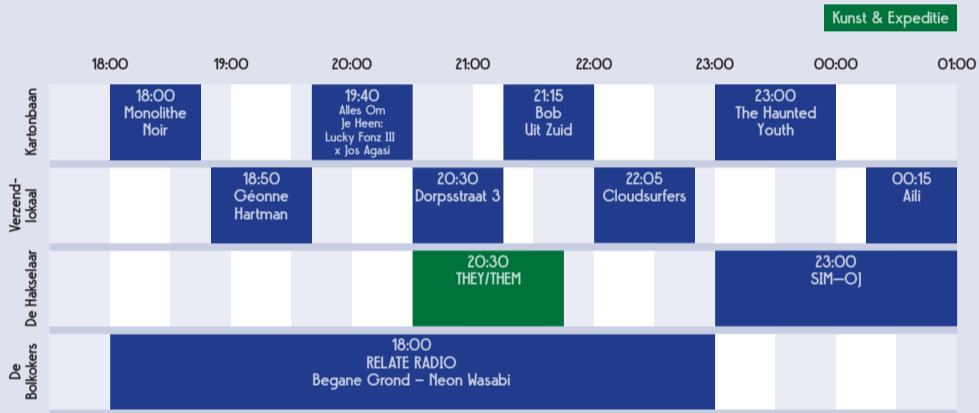 Kunst & Expeditie
18:00 19:00 20:00 21:00 22:00 23:00 00:00 01:00
Kartonbaan
18:00
Monolithe
Noir
19:40
Alles Om
Je Heen:
Lucky Fonz III
x Jos Agasi
21:15
Bob
Uit Zuid
23:00
The Haunted
Youth
Verzend-
lokaal
18:50
Géonne
Hartman
20:30
Dorpsstraat 3
22:05
Cloudsurfers
00:15
Aili
De Hakselaar
20:30
THEY/THEM
23:00
SIM–OJ
De
Bolkokers
18:00
RELATE RADIO
Begane Grond – Neon Wasabi